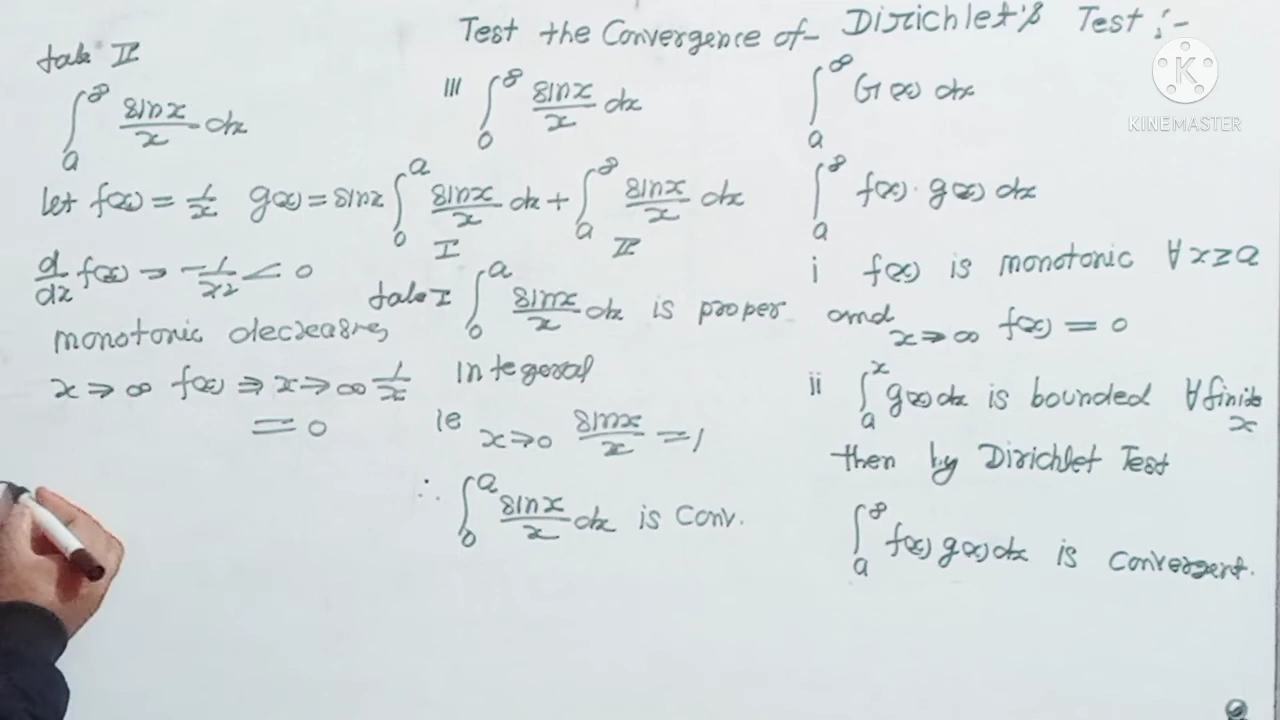 Test the Convergence of Dirichlet's Test :-
take II
∫_a^∞ sinx/x dx
let f(x) = 1/x g(x) = sinx
d/dx f(x) → -1/x2 < 0
monotonic decreases
x→∞ f(x) ⇒ x→∞ 1/x
= 0
III ∫_0^∞ sinx/x dx
∫_0^a sinx/x dx + ∫_a^∞ sinx/x dx
I II
take I ∫_0^a sinx/x dx is proper
integeral
ie x→0 sinx/x = 1
∴ ∫_0^a sinx/x dx is Conv.
∫_a^∞ G(x) dx
∫_a^∞ f(x) · g(x) dx
i f(x) is monotonic ∀ x ≥ a
and x→∞ f(x) = 0
ii ∫_a^x g(x) dx is bounded ∀ finite x
then by Dirichlet Test
∫_a^∞ f(x) g(x) dx is convergent.
K
KINEMASTER